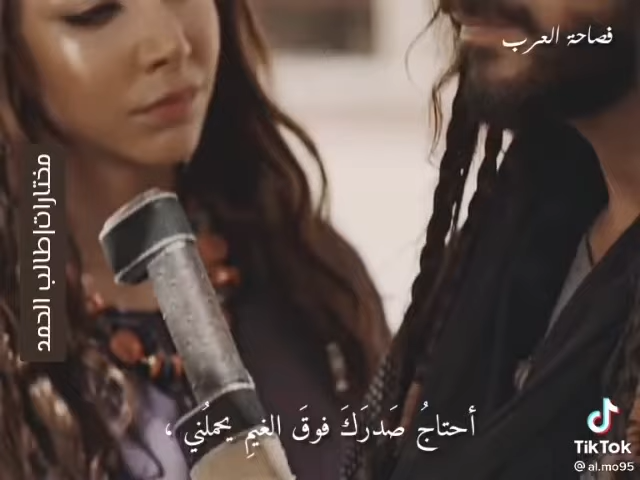 فصاحة العرب
مختارات|طالب الحمد
أحتاجُ صَدرَكَ فوقَ الغيمِ يحملُني ،
TikTok
@al.mo95